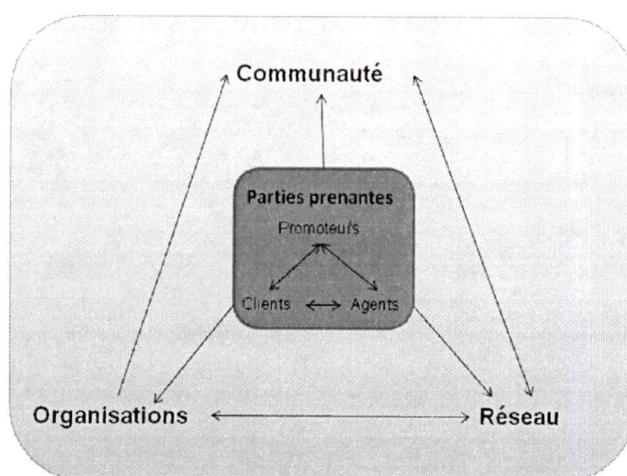 Communauté
Parties prenantes
Promoteurs
Clients
Agents
Organisations
Réseau